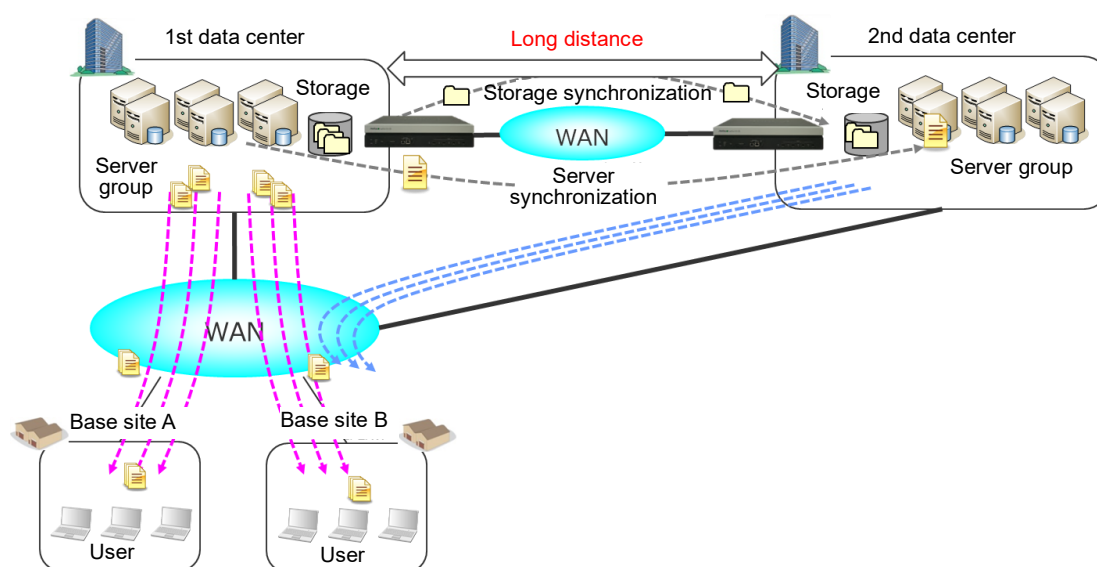 1st data center
Long distance
2nd data center
Storage
Storage synchronization
Storage
WAN
Server
group
Server
synchronization
Server group
WAN
Base site A
Base site B
User
User